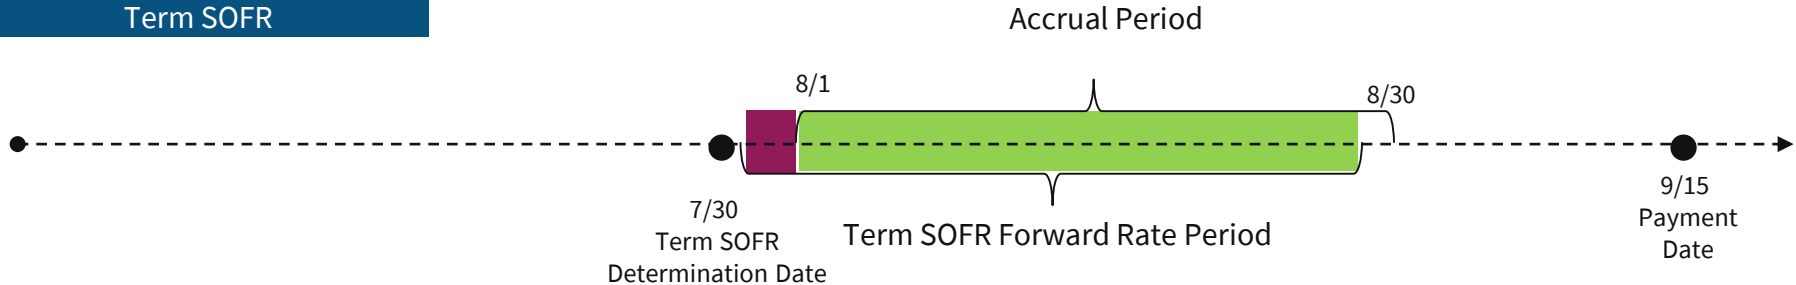 Term SOFR
Accrual Period
8/1
8/30
7/30
Term SOFR
Determination Date
Term SOFR Forward Rate Period
9/15
Payment
Date